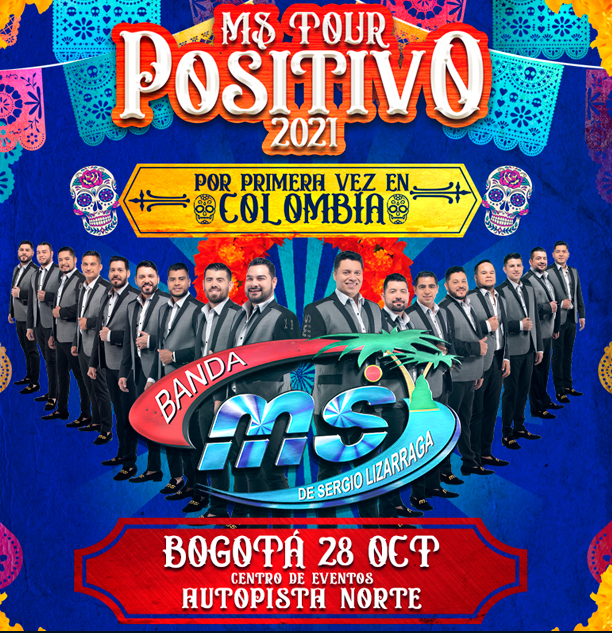 MS TOUR
POSITIVO
2021
POR PRIMERA VEZ EN
COLOMBIA
BANDA
MS
DE SERGIO LIZARRAGA
BOGOTÁ 28 OCT
CENTRO DE EVENTOS
AUTOPISTA NORTE